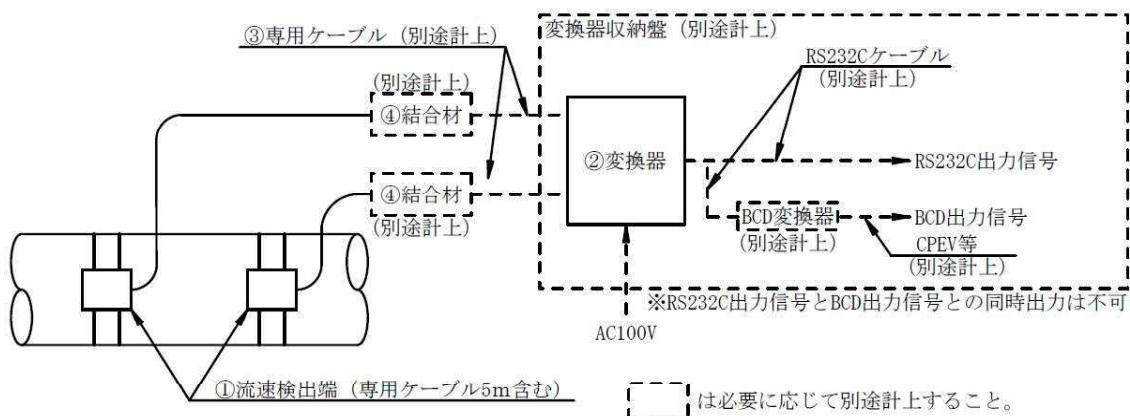 変換器収納盤（別途計上）
③専用ケーブル（別途計上）
RS232Cケーブル
(別途計上)
(別途計上)
④結合材
②変換器
RS232C出力信号
④結合材
(別途計上)
BCD変換器
(別途計上)
BCD出力信号
CPEV等
(別途計上)
※RS232C出力信号とBCD出力信号との同時出力は不可
AC100V
①流速検出端（専用ケーブル5m含む）
は必要に応じて別途計上すること。